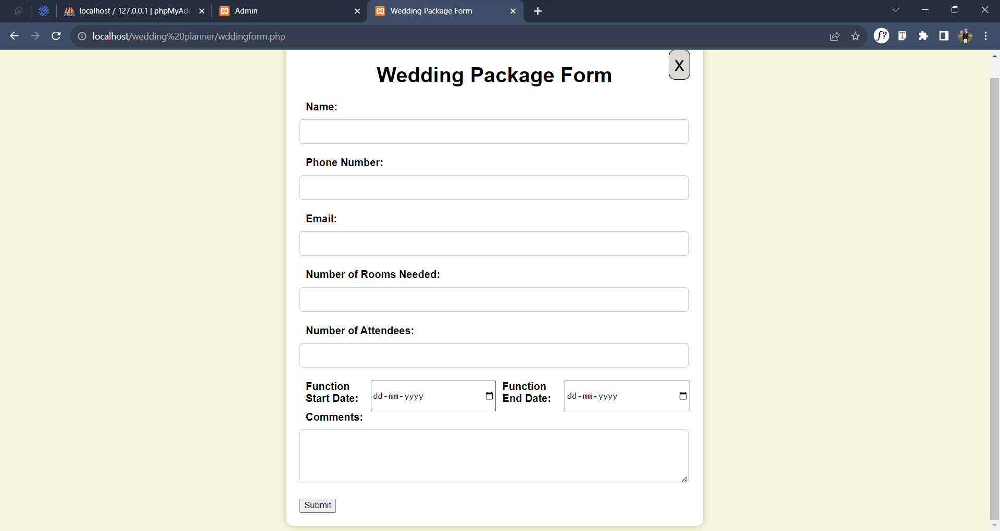 localhost / 127.0.0.1 | phpMyAdr
Admin
Wedding Package Form
localhost/wedding%20planner/wddingform.php
f?
T
X
Wedding Package Form
Name:
Phone Number:
Email:
Number of Rooms Needed:
Number of Attendees:
Function
Start Date:
dd-mm-yyyy
Function
End Date:
dd-mm-yyyy
Comments:
Submit